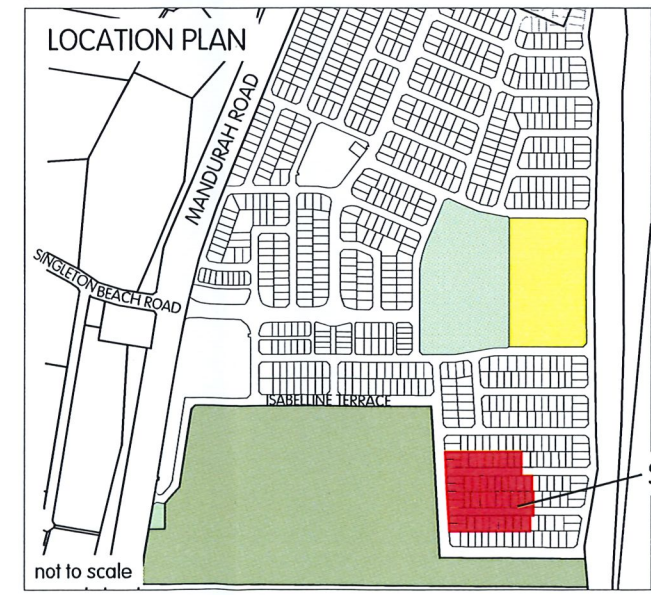 LOCATION PLAN
MANDURAH ROAD
SINGLETON BEACH ROAD
ISABELLINE TERRACE
S
not to scale